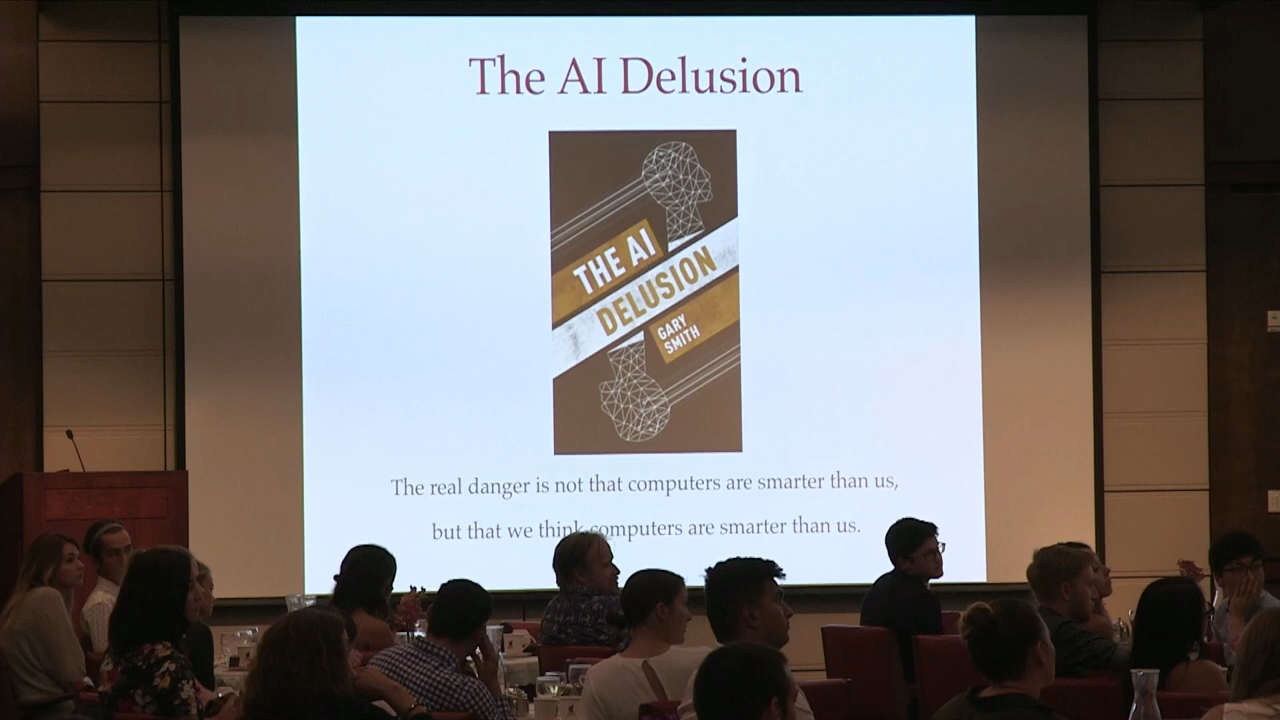 The AI Delusion
THE AI
DELUSION
GARY
SMITH
The real danger is not that computers are smarter than us,
but that we think computers are smarter than us.